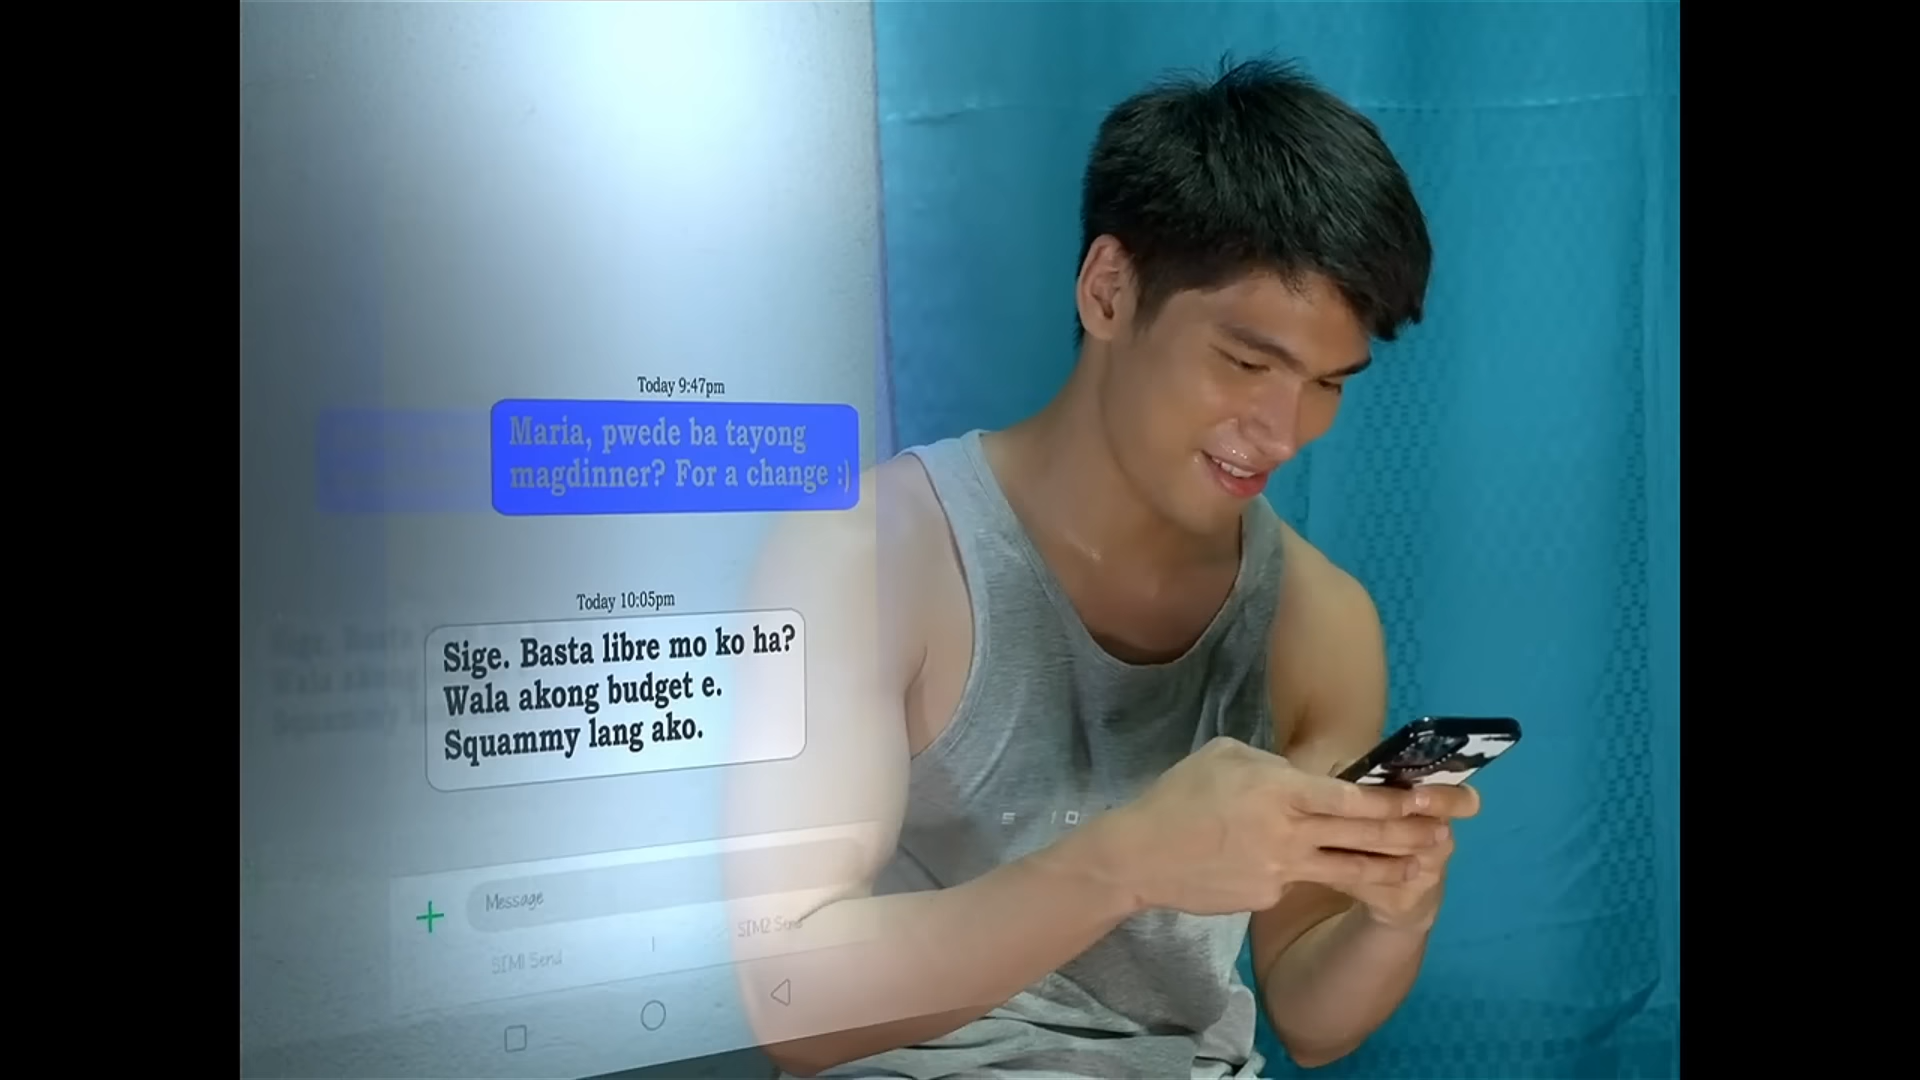 Today 9:47pm
Maria, pwede ba tayong
magdinner? For a change :)
Today 10:05pm
Sige. Basta libre mo ko ha?
Wala akong budget e.
Squammy lang ako.
Message
SIM1 Send
SIM2 Send